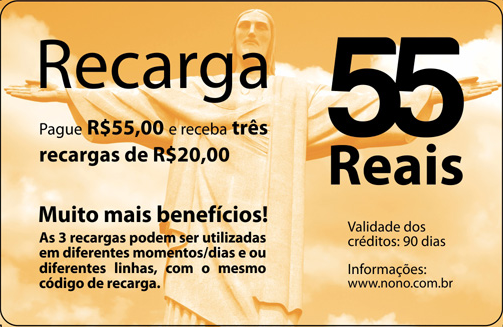 Recarga
55
Reais
Pague R$55,00 e receba três
recargas de R$20,00
Muito mais benefícios!
As 3 recargas podem ser utilizadas
em diferentes momentos/dias e ou
diferentes linhas, com o mesmo
código de recarga.
Validade dos
créditos: 90 dias
Informações:
www.nono.com.br